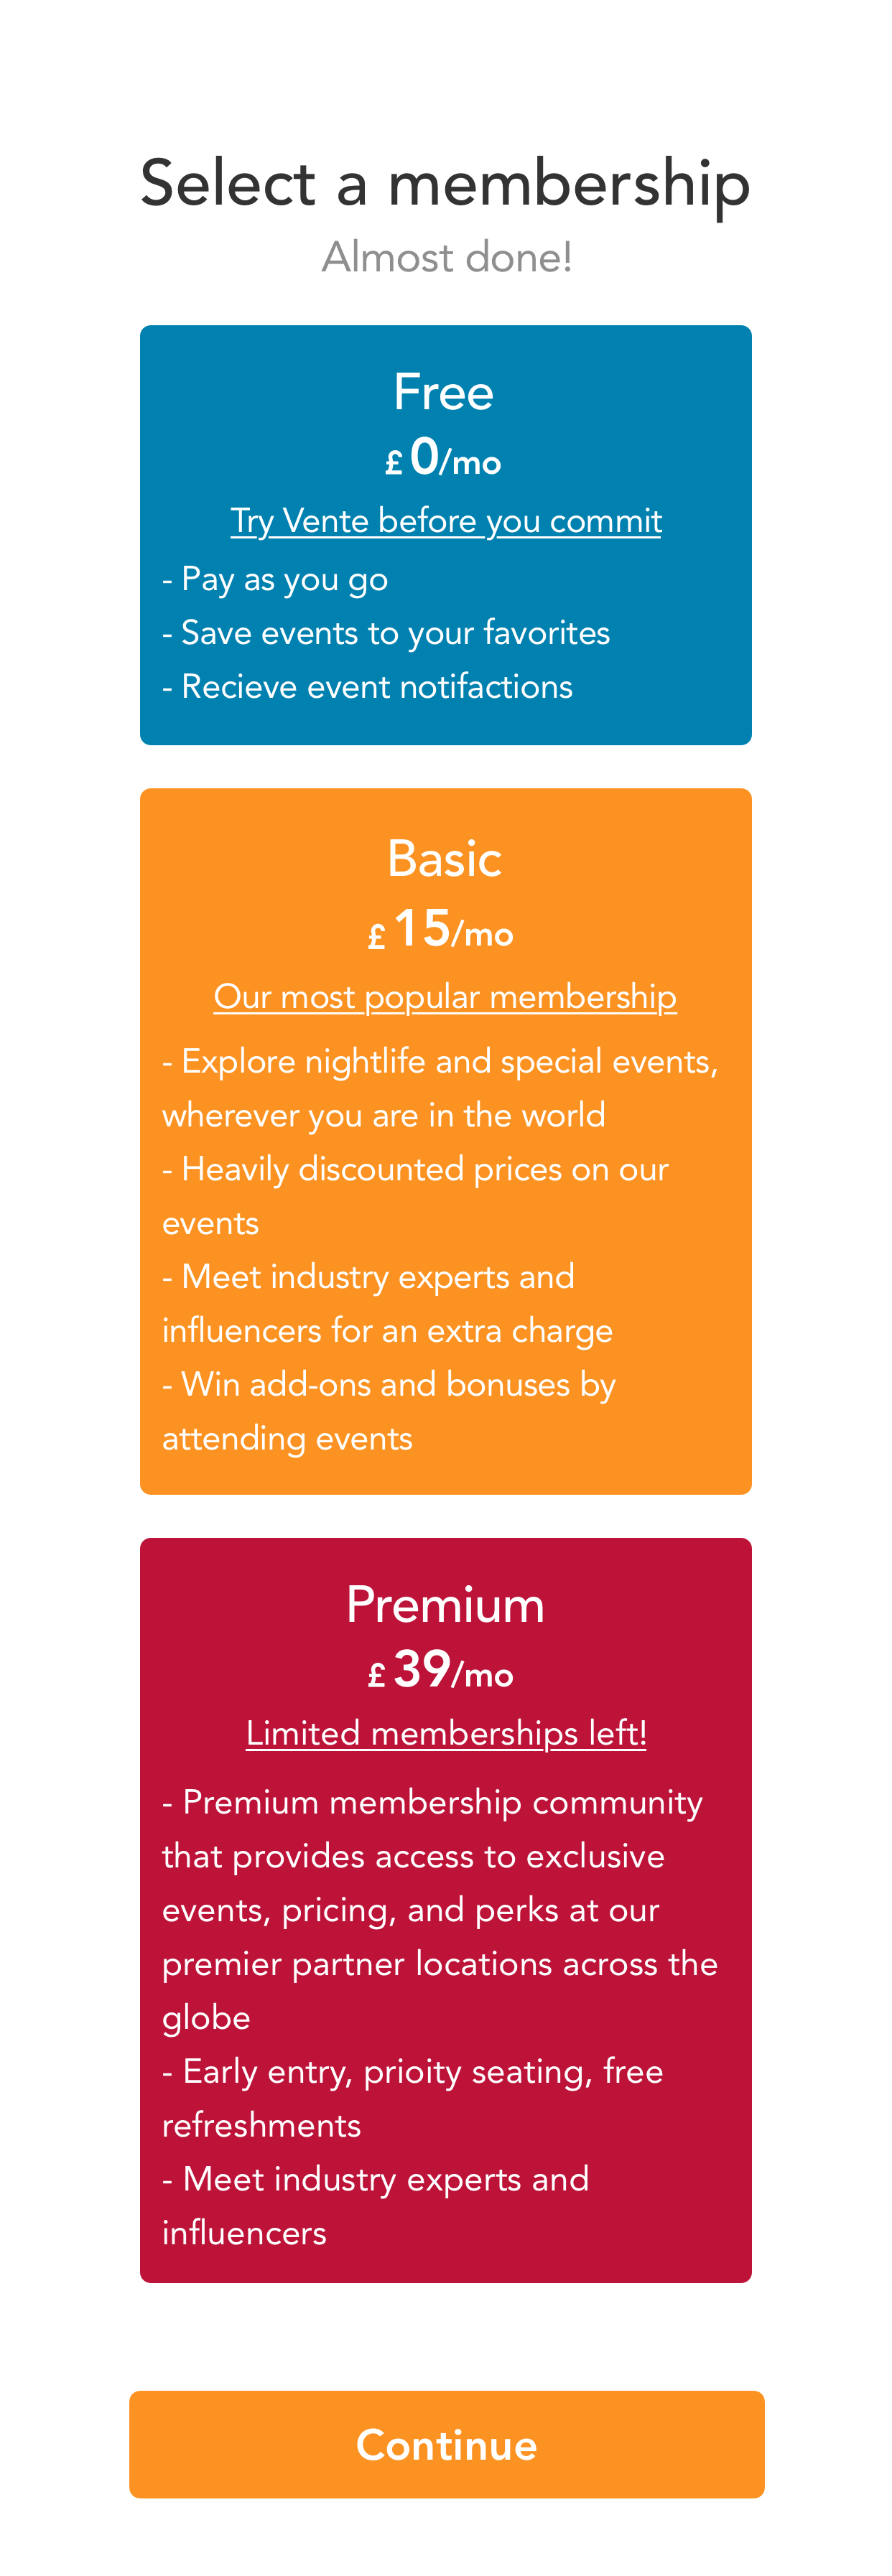 Select a membership
Almost done!
Free
£ 0/mo
Try Vente before you commit
- Pay as you go
- Save events to your favorites
- Recieve event notifactions
Basic
£ 15/mo
Our most popular membership
- Explore nightlife and special events,
wherever you are in the world
- Heavily discounted prices on our
events
- Meet industry experts and
influencers for an extra charge
- Win add-ons and bonuses by
attending events
Premium
£ 39/mo
Limited memberships left!
- Premium membership community
that provides access to exclusive
events, pricing, and perks at our
premier partner locations across the
globe
- Early entry, prioity seating, free
refreshments
- Meet industry experts and
influencers
Continue